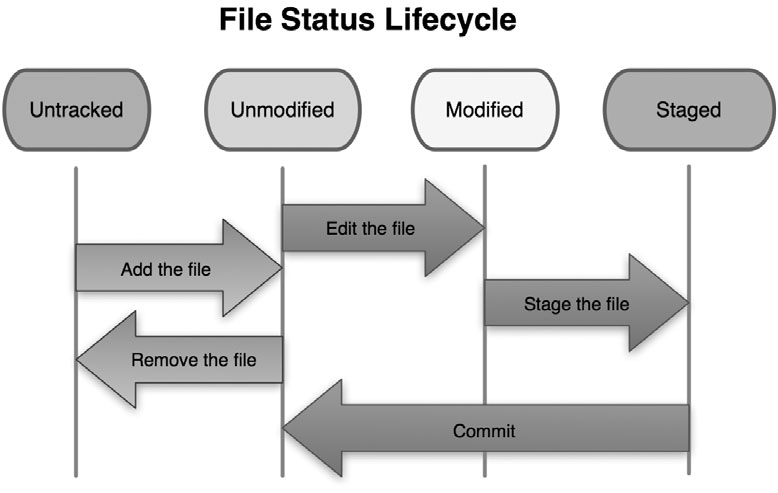 File Status Lifecycle
Untracked
Unmodified
Modified
Staged
Edit the file
Add the file
Stage the file
Remove the file
Commit